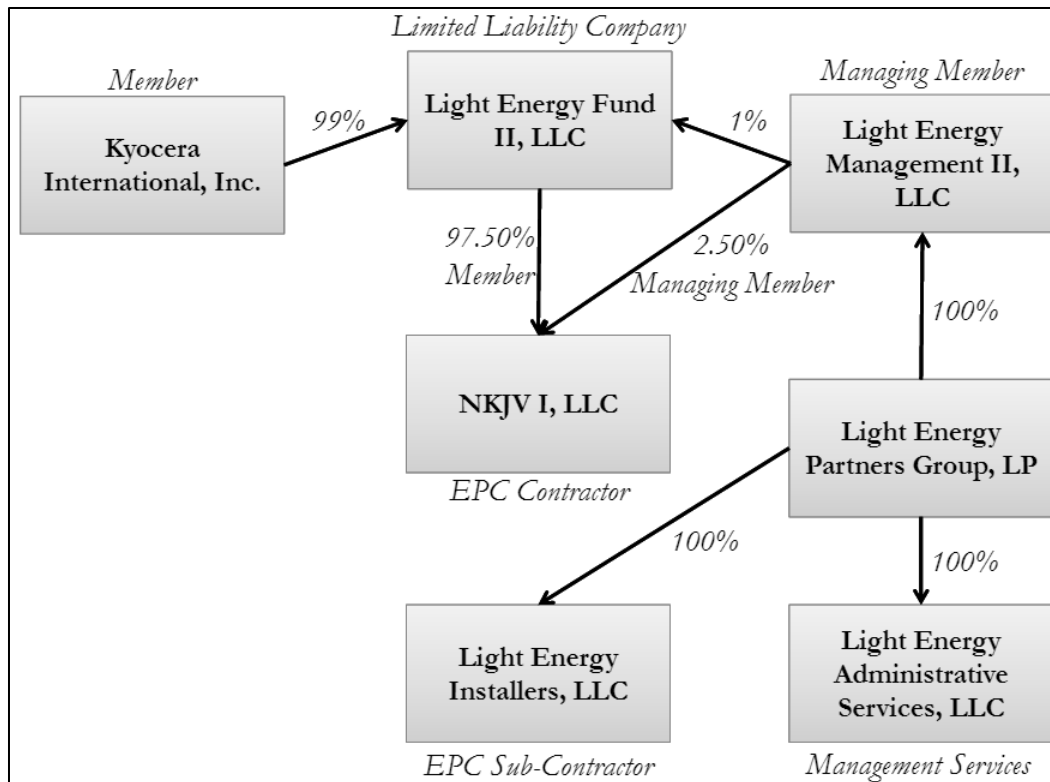 Limited Liability Company
Member
Managing Member
Kyocera
International, Inc.
99%
Light Energy Fund
II, LLC
1%
Light Energy
Management II,
LLC
97.50%
Member
2.50%
Managing Member
100%
NKJV I, LLC
EPC Contractor
Light Energy
Partners Group, LP
100%
100%
Light Energy
Installers, LLC
EPC Sub-Contractor
Light Energy
Administrative
Services, LLC
Management Services